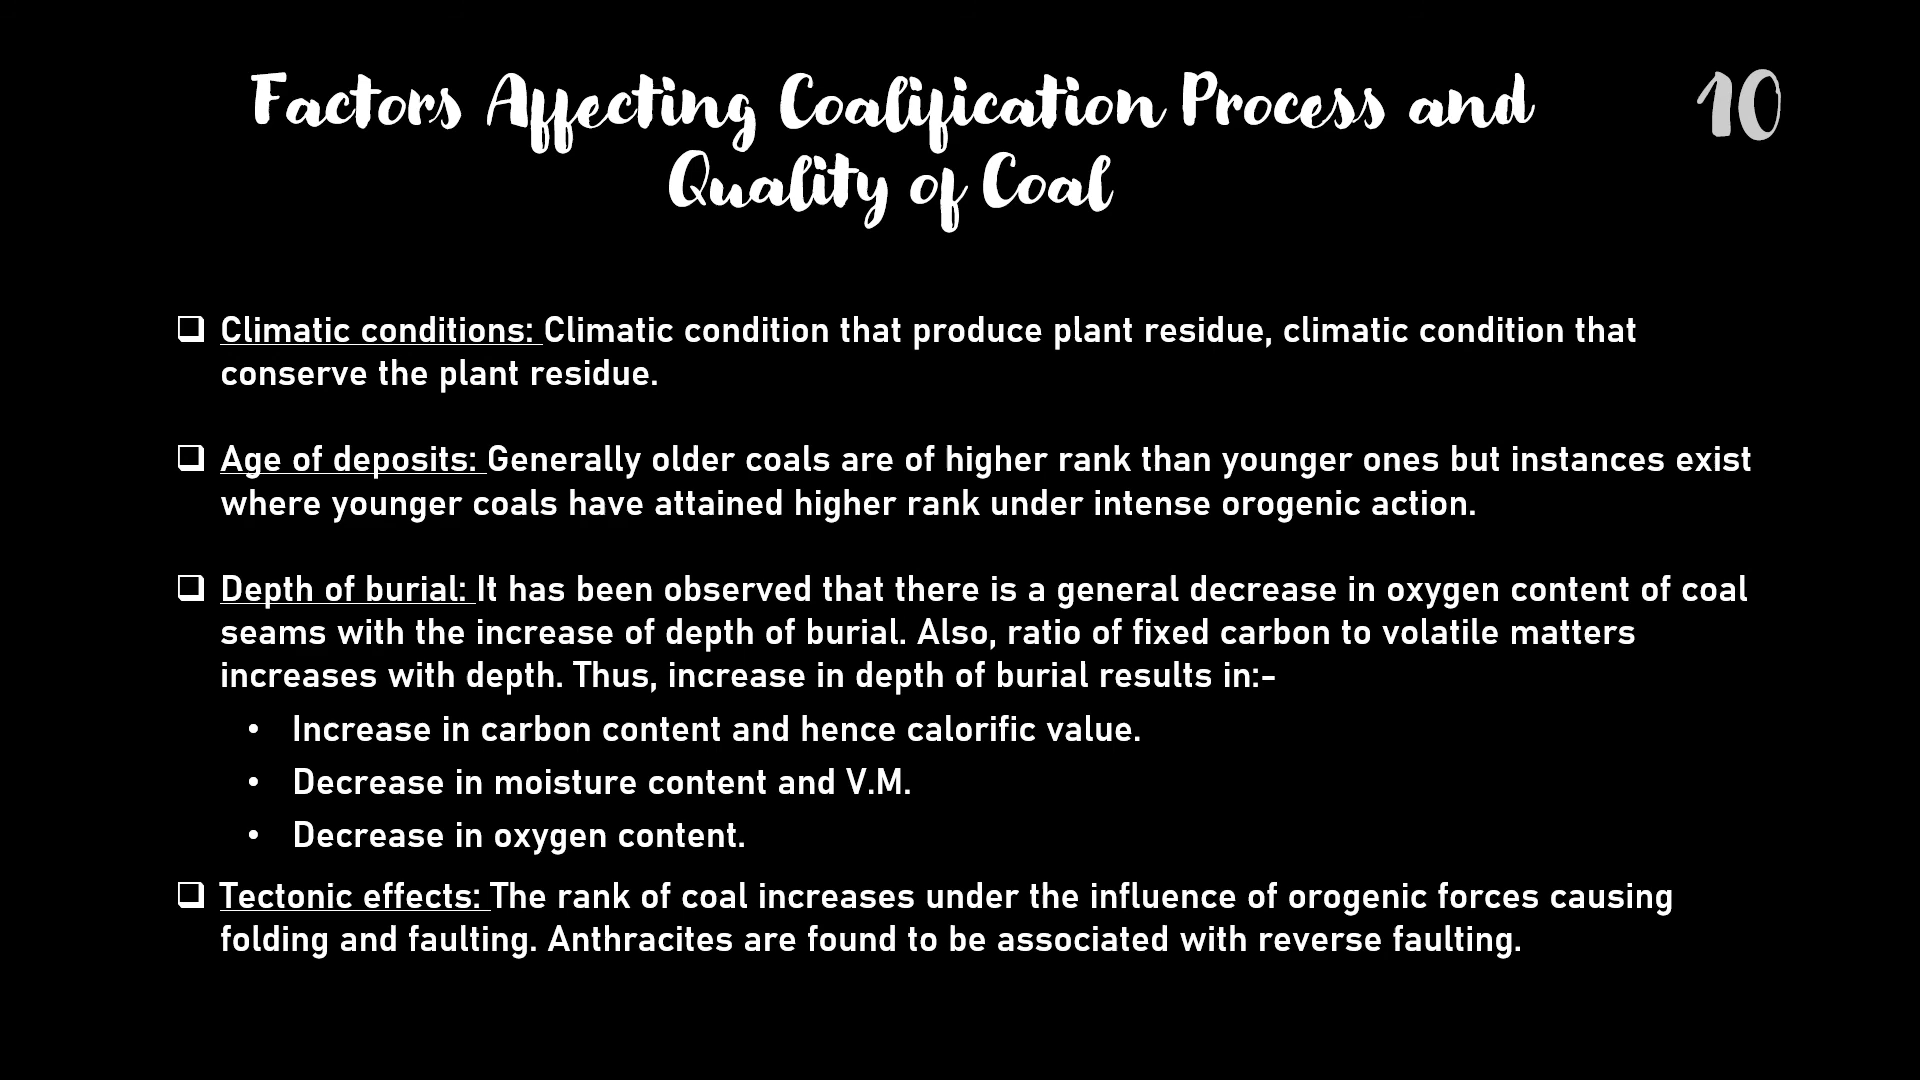 Factors Affecting Coalification Process and
Quality of Coal
10
❑ Climatic conditions: Climatic condition that produce plant residue, climatic condition that
conserve the plant residue.
❑ Age of deposits: Generally older coals are of higher rank than younger ones but instances exist
where younger coals have attained higher rank under intense orogenic action.
❑ Depth of burial: It has been observed that there is a general decrease in oxygen content of coal
seams with the increase of depth of burial. Also, ratio of fixed carbon to volatile matters
increases with depth. Thus, increase in depth of burial results in:-
• Increase in carbon content and hence calorific value.
• Decrease in moisture content and V.M.
• Decrease in oxygen content.
❑ Tectonic effects: The rank of coal increases under the influence of orogenic forces causing
folding and faulting. Anthracites are found to be associated with reverse faulting.